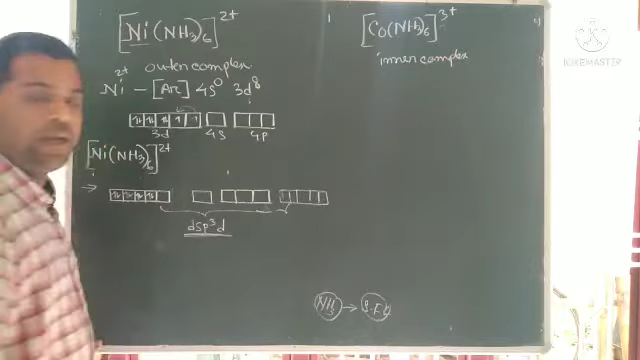 [Ni(NH3)6]2+
outer complex
Ni2+ - [Ar] 4s0 3d8
3d 4s 4p
[Ni(NH3)6]2+
→
dsp3d
[Co(NH3)6]3+
inner complex
NH3 →
KINEMASTER